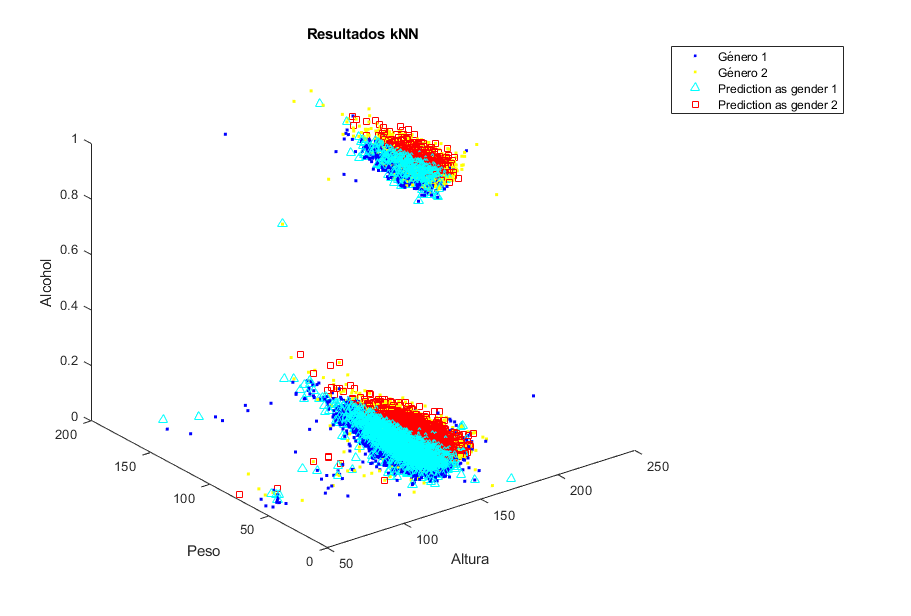 Resultados kNN
Género 1
Género 2
Prediction as gender 1
Prediction as gender 2
1
0.8
0.6
0.4
0.2
0
Alcohol
200
150
100
50
0
Peso
50
100
150
200
250
Altura